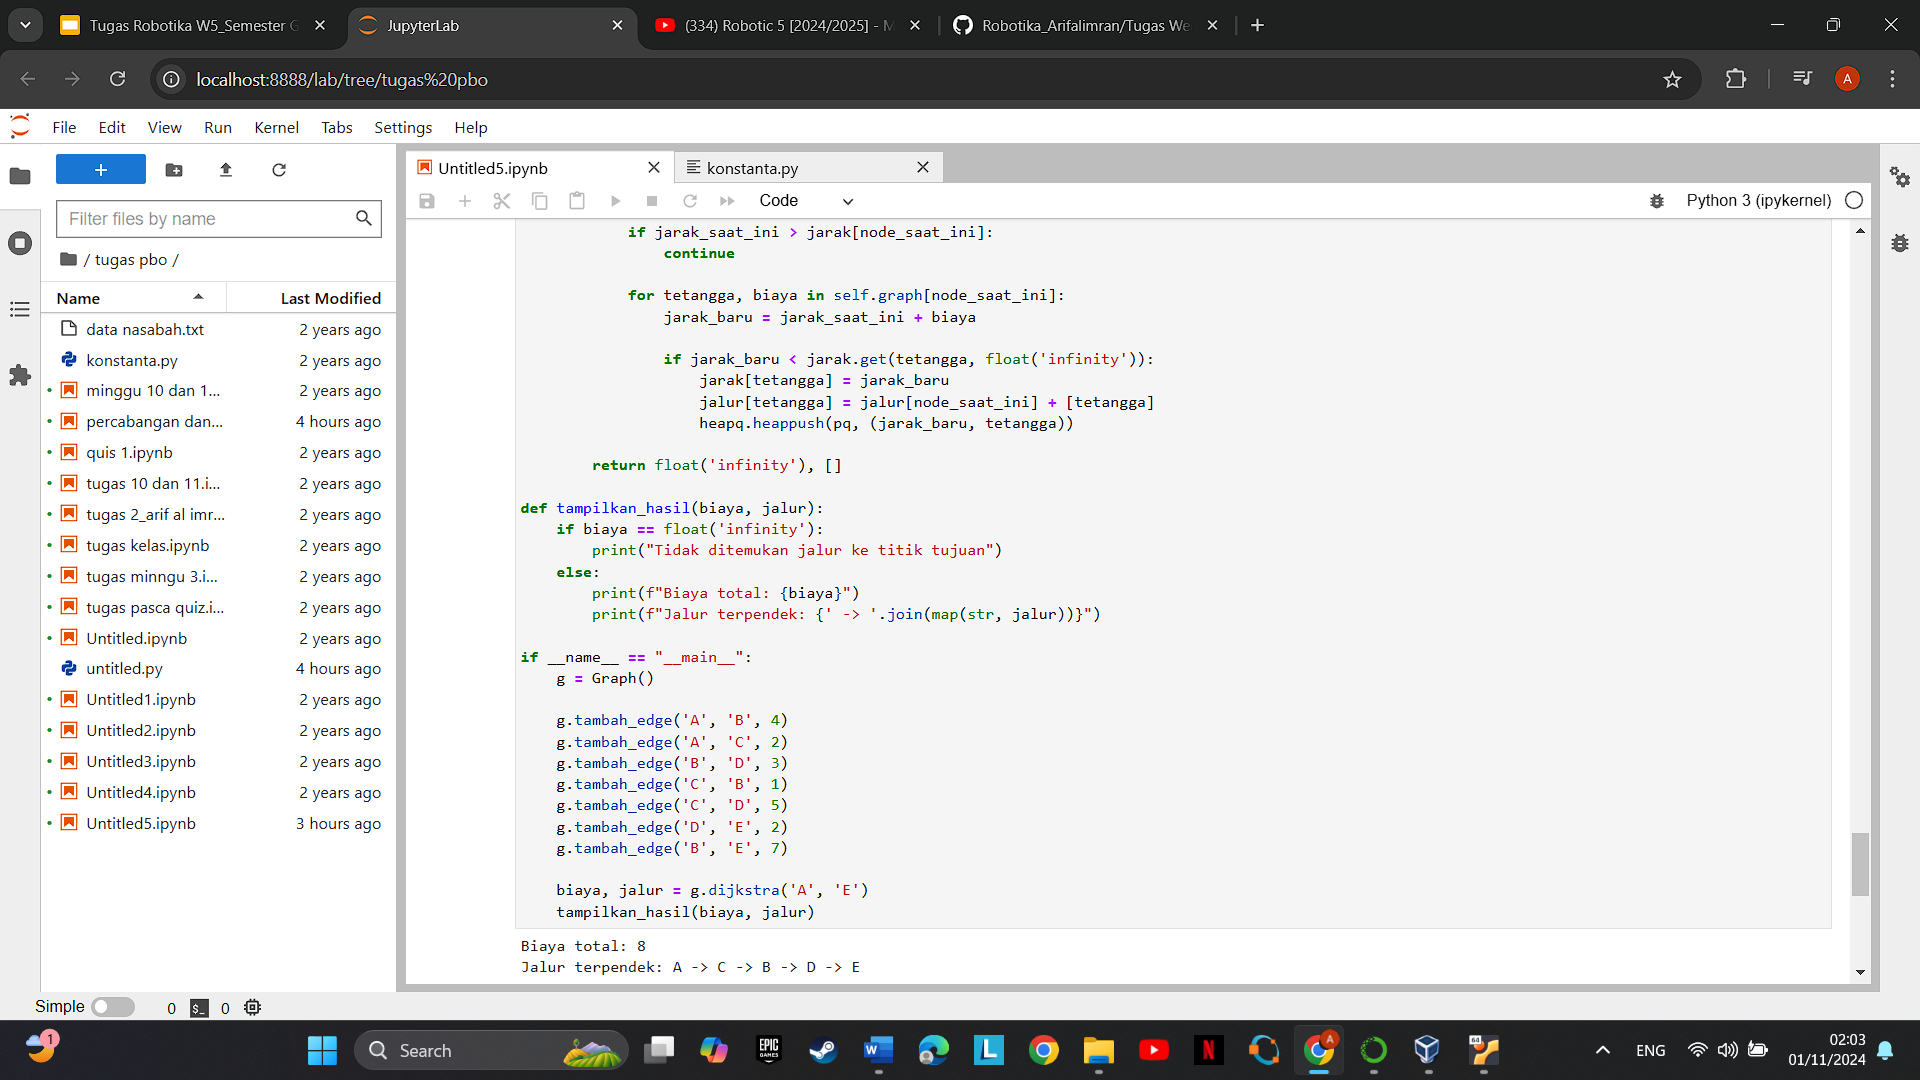 Tugas Robotika W5_Semester G
JupyterLab
(334) Robotic 5 [2024/2025] - M
Robotika_Arifalimran/Tugas We
localhost:8888/lab/tree/tugas%20pbo
A
File Edit View Run Kernel Tabs Settings Help
Filter files by name
/ tugas pbo /
Name Last Modified
data nasabah.txt 2 years ago
konstanta.py 2 years ago
minggu 10 dan 1... 2 years ago
percabangan dan... 4 hours ago
quis 1.ipynb 2 years ago
tugas 10 dan 11.i... 2 years ago
tugas 2_arif al imr... 2 years ago
tugas kelas.ipynb 2 years ago
tugas minngu 3.i... 2 years ago
tugas pasca quiz.i... 2 years ago
Untitled.ipynb 2 years ago
untitled.py 4 hours ago
Untitled1.ipynb 2 years ago
Untitled2.ipynb 2 years ago
Untitled3.ipynb 2 years ago
Untitled4.ipynb 2 years ago
Untitled5.ipynb 3 hours ago
Untitled5.ipynb
konstanta.py
Code
Python 3 (ipykernel)
if jarak_saat_ini > jarak[node_saat_ini]:
continue
for tetangga, biaya in self.graph[node_saat_ini]:
jarak_baru = jarak_saat_ini + biaya
if jarak_baru < jarak.get(tetangga, float('infinity')):
jarak[tetangga] = jarak_baru
jalur[tetangga] = jalur[node_saat_ini] + [tetangga]
heapq.heappush(pq, (jarak_baru, tetangga))
return float('infinity'), []
def tampilkan_hasil(biaya, jalur):
if biaya == float('infinity'):
print("Tidak ditemukan jalur ke titik tujuan")
else:
print(f"Biaya total: {biaya}")
print(f"Jalur terpendek: {' -> '.join(map(str, jalur))}")
if __name__ == "__main__":
g = Graph()
g.tambah_edge('A', 'B', 4)
g.tambah_edge('A', 'C', 2)
g.tambah_edge('B', 'D', 3)
g.tambah_edge('C', 'B', 1)
g.tambah_edge('C', 'D', 5)
g.tambah_edge('D', 'E', 2)
g.tambah_edge('B', 'E', 7)
biaya, jalur = g.dijkstra('A', 'E')
tampilkan_hasil(biaya, jalur)
Biaya total: 8
Jalur terpendek: A -> C -> B -> D -> E
Simple 0 $_ 0
1
Search
EPIC GAMES
W
L
N
A
64
ENG
02:03
01/11/2024